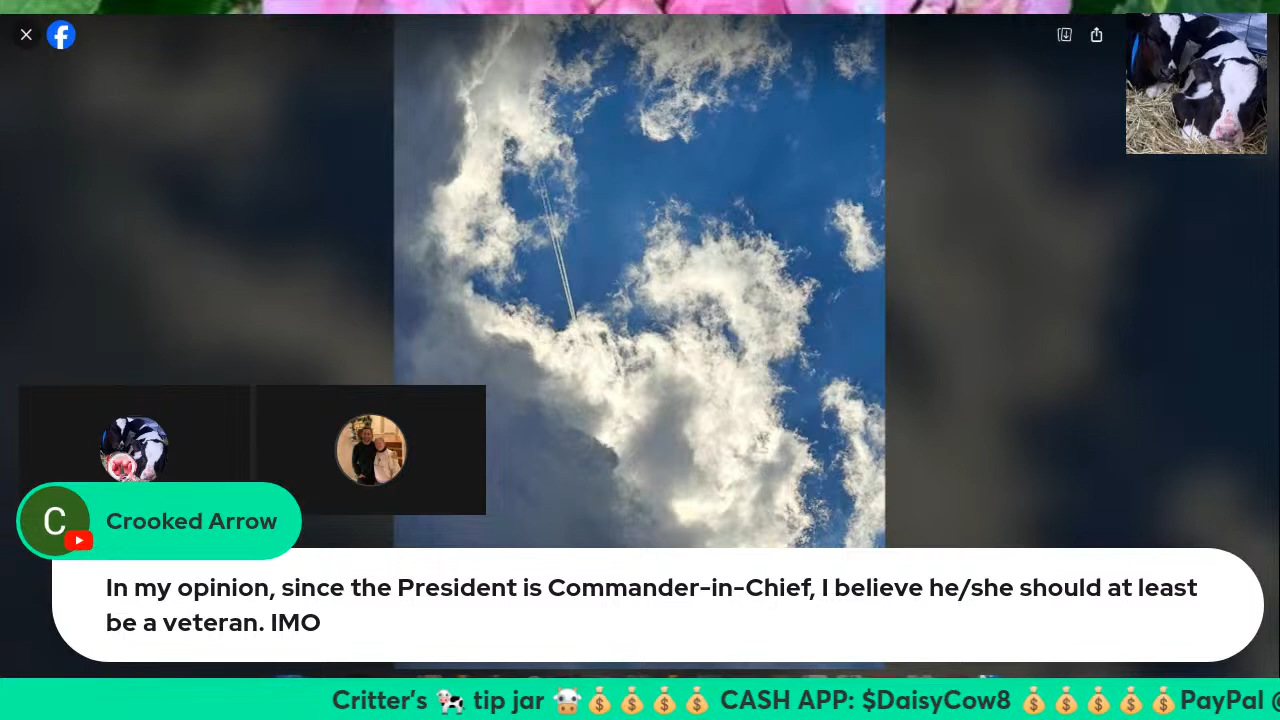 C
Crooked Arrow
In my opinion, since the President is Commander-in-Chief, I believe he/she should at least
be a veteran. IMO
Critter's 🐄 tip jar 🐮💰💰💰💰 CASH APP: $DaisyCow8 💰💰💰💰💰PayPal @